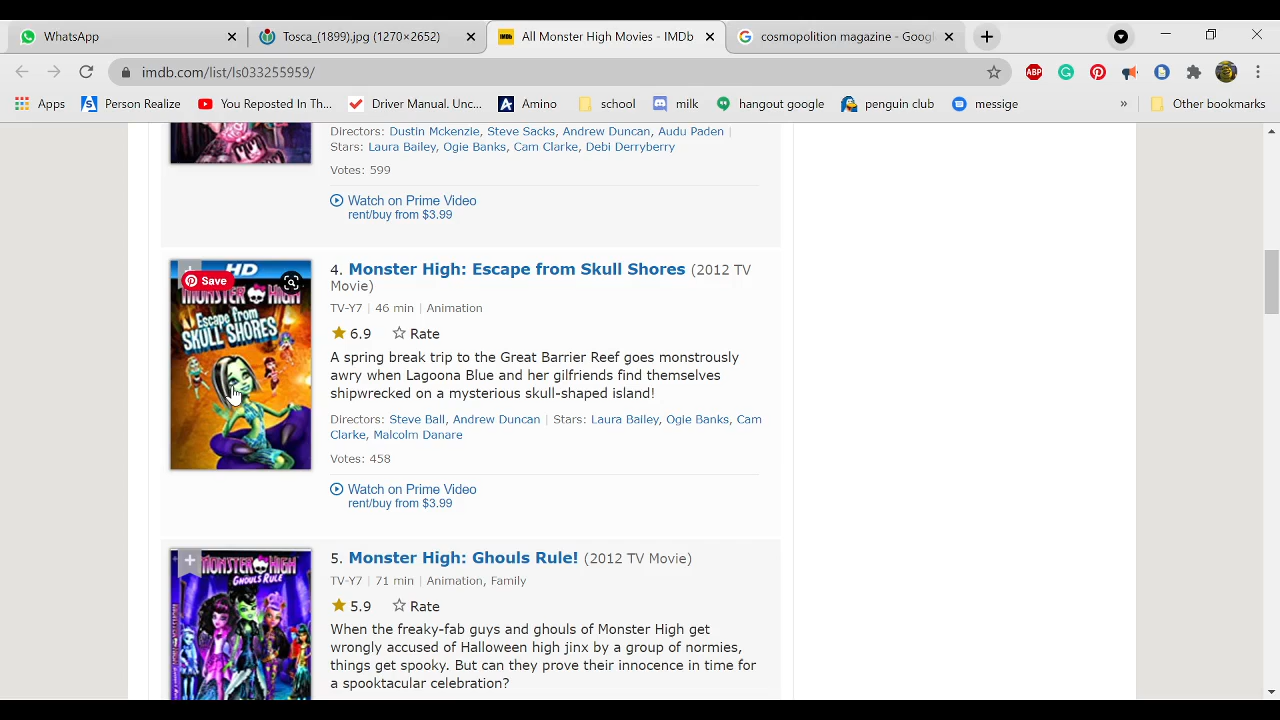 WhatsApp
Tosca_(1899).jpg (1270×2652)
All Monster High Movies - IMDb
cosmopolition magazine - Googl
imdb.com/list/ls033255959/
Apps
Person Realize
You Reposted In Th...
Driver Manual. Unc...
Amino
school
milk
hangout google
penguin club
messige
»
Other bookmarks
Directors: Dustin Mckenzie, Steve Sacks, Andrew Duncan, Audu Paden |
Stars: Laura Bailey, Ogie Banks, Cam Clarke, Debi Derryberry
Votes: 599
Watch on Prime Video
rent/buy from $3.99
HD
Save
MONSTER HIGH
Escape from
SKULL SHORES
4. Monster High: Escape from Skull Shores (2012 TV
Movie)
TV-Y7 | 46 min | Animation
6.9 Rate
A spring break trip to the Great Barrier Reef goes monstrously
awry when Lagoona Blue and her gilfriends find themselves
shipwrecked on a mysterious skull-shaped island!
Directors: Steve Ball, Andrew Duncan | Stars: Laura Bailey, Ogie Banks, Cam
Clarke, Malcolm Danare
Votes: 458
Watch on Prime Video
rent/buy from $3.99
MONSTER HIGH
GHOULS RULE
5. Monster High: Ghouls Rule! (2012 TV Movie)
TV-Y7 | 71 min | Animation, Family
5.9 Rate
When the freaky-fab guys and ghouls of Monster High get
wrongly accused of Halloween high jinx by a group of normies,
things get spooky. But can they prove their innocence in time for
a spooktacular celebration?